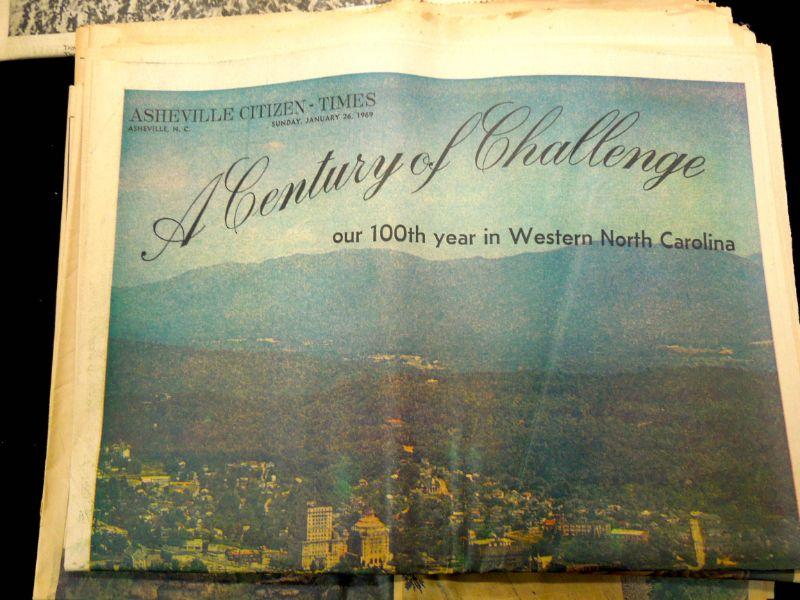 ASHEVILLE CITIZEN-TIMES
ASHEVILLE, N. C.
SUNDAY, JANUARY 26, 1969
A Century of Challenge
our 100th year in Western North Carolina